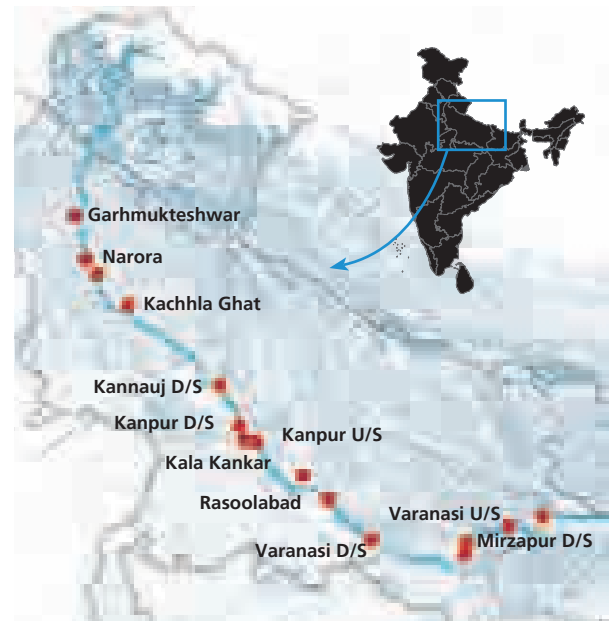 Garhmukteshwar
Narora
Kachhla Ghat
Kannauj D/S
Kanpur D/S
Kanpur U/S
Kala Kankar
Rasoolabad
Varanasi U/S
Varanasi D/S
Mirzapur D/S